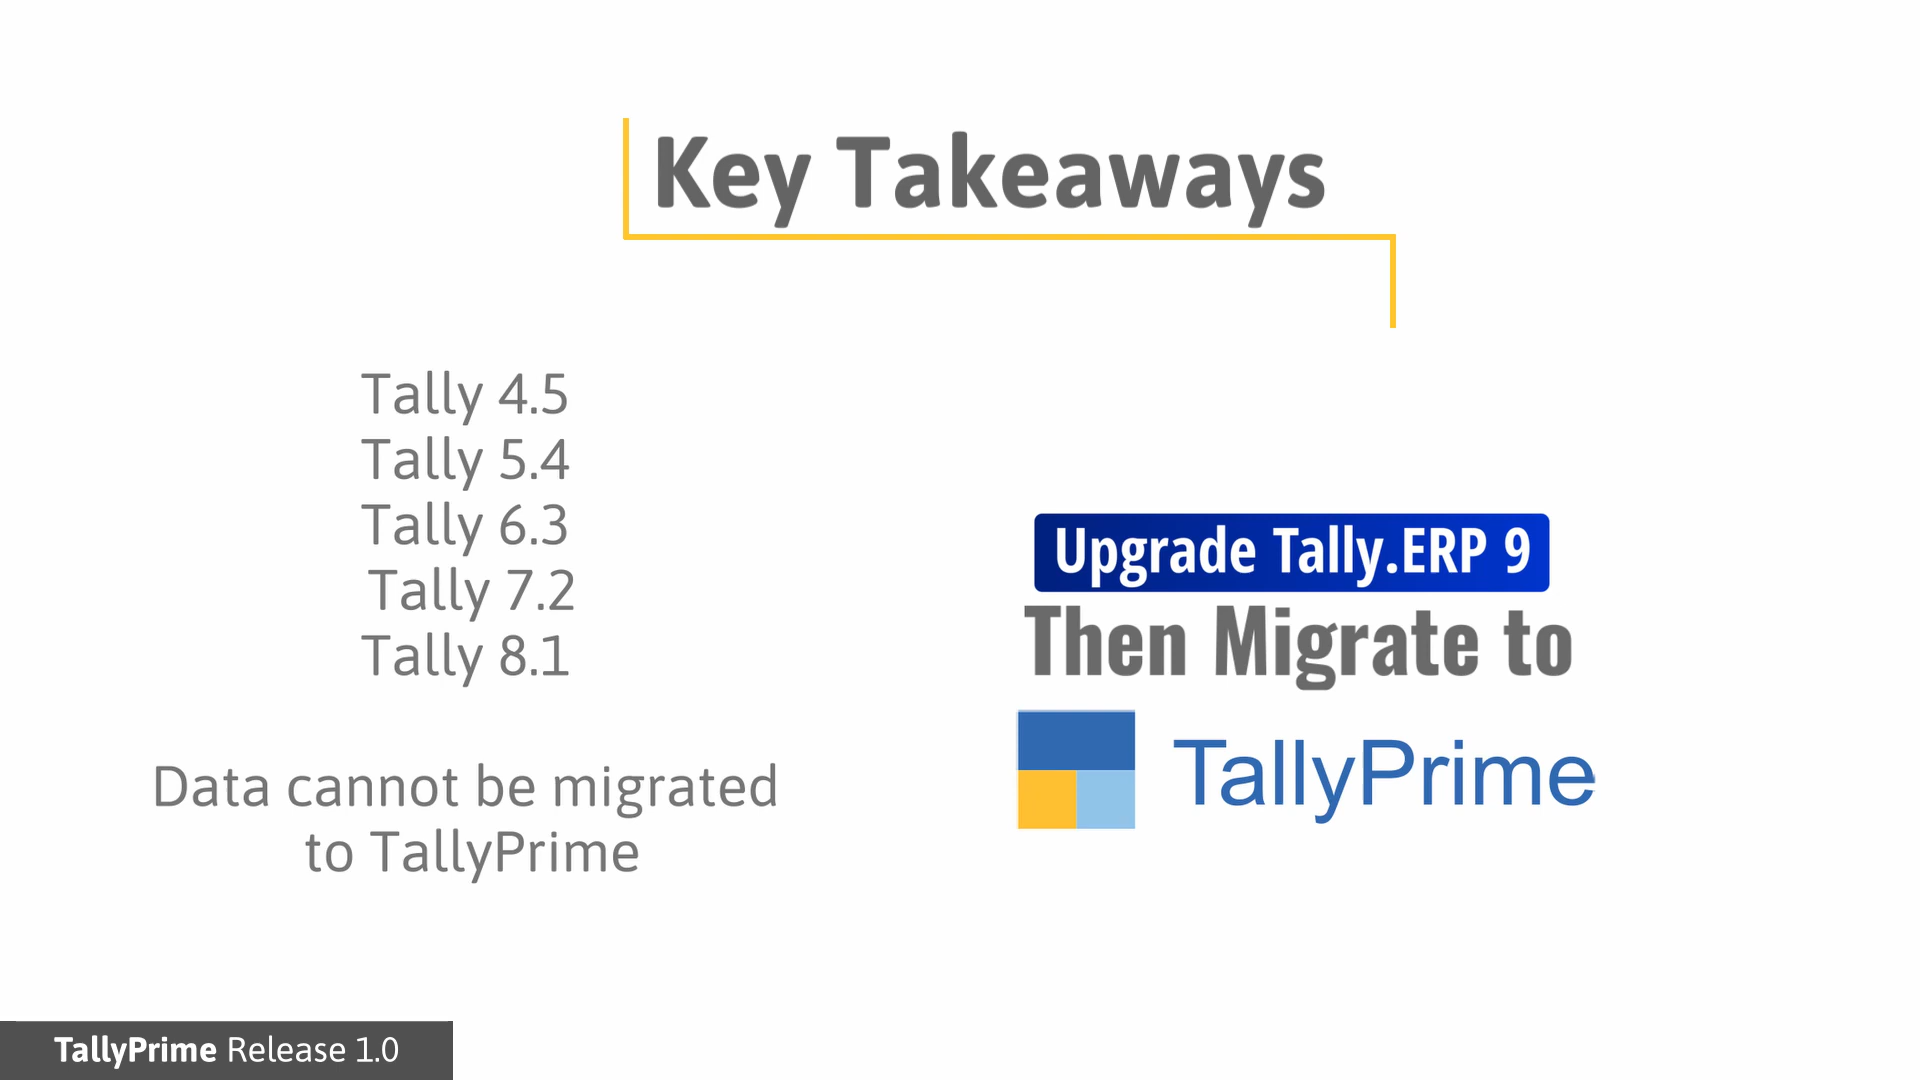 Key Takeaways
Tally 4.5
Tally 5.4
Tally 6.3
Tally 7.2
Tally 8.1
Data cannot be migrated
to TallyPrime
Upgrade Tally.ERP 9
Then Migrate to
TallyPrime
TallyPrime Release 1.0